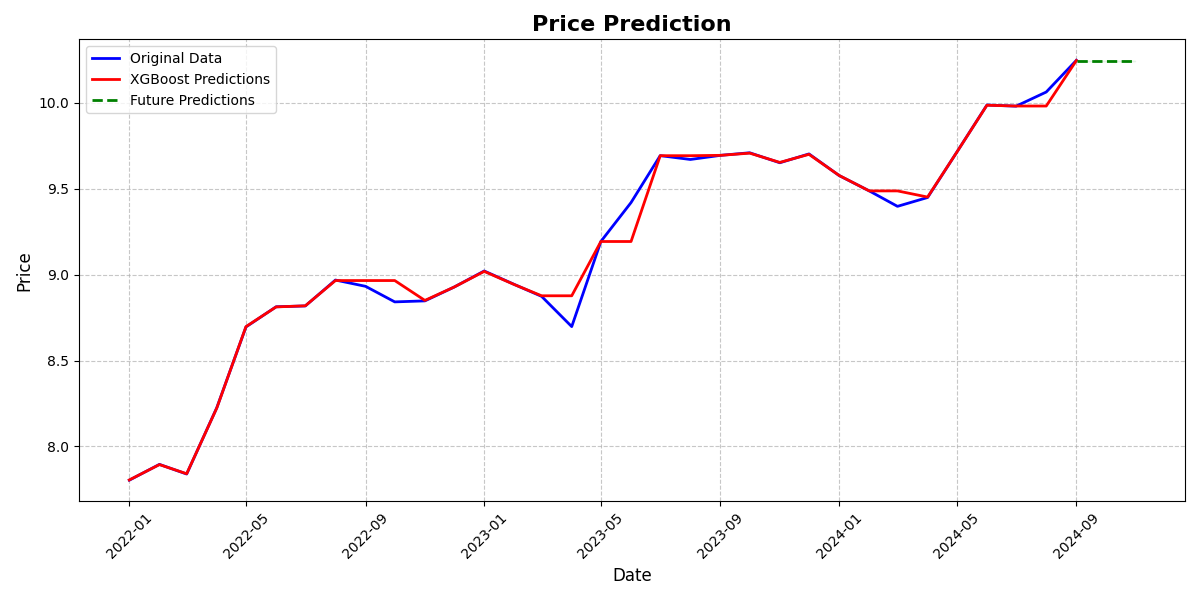 Price Prediction
Original Data
XGBoost Predictions
Future Predictions
Price
10.0
9.5
9.0
8.5
8.0
2022-01
2022-05
2022-09
2023-01
2023-05
2023-09
2024-01
2024-05
2024-09
Date